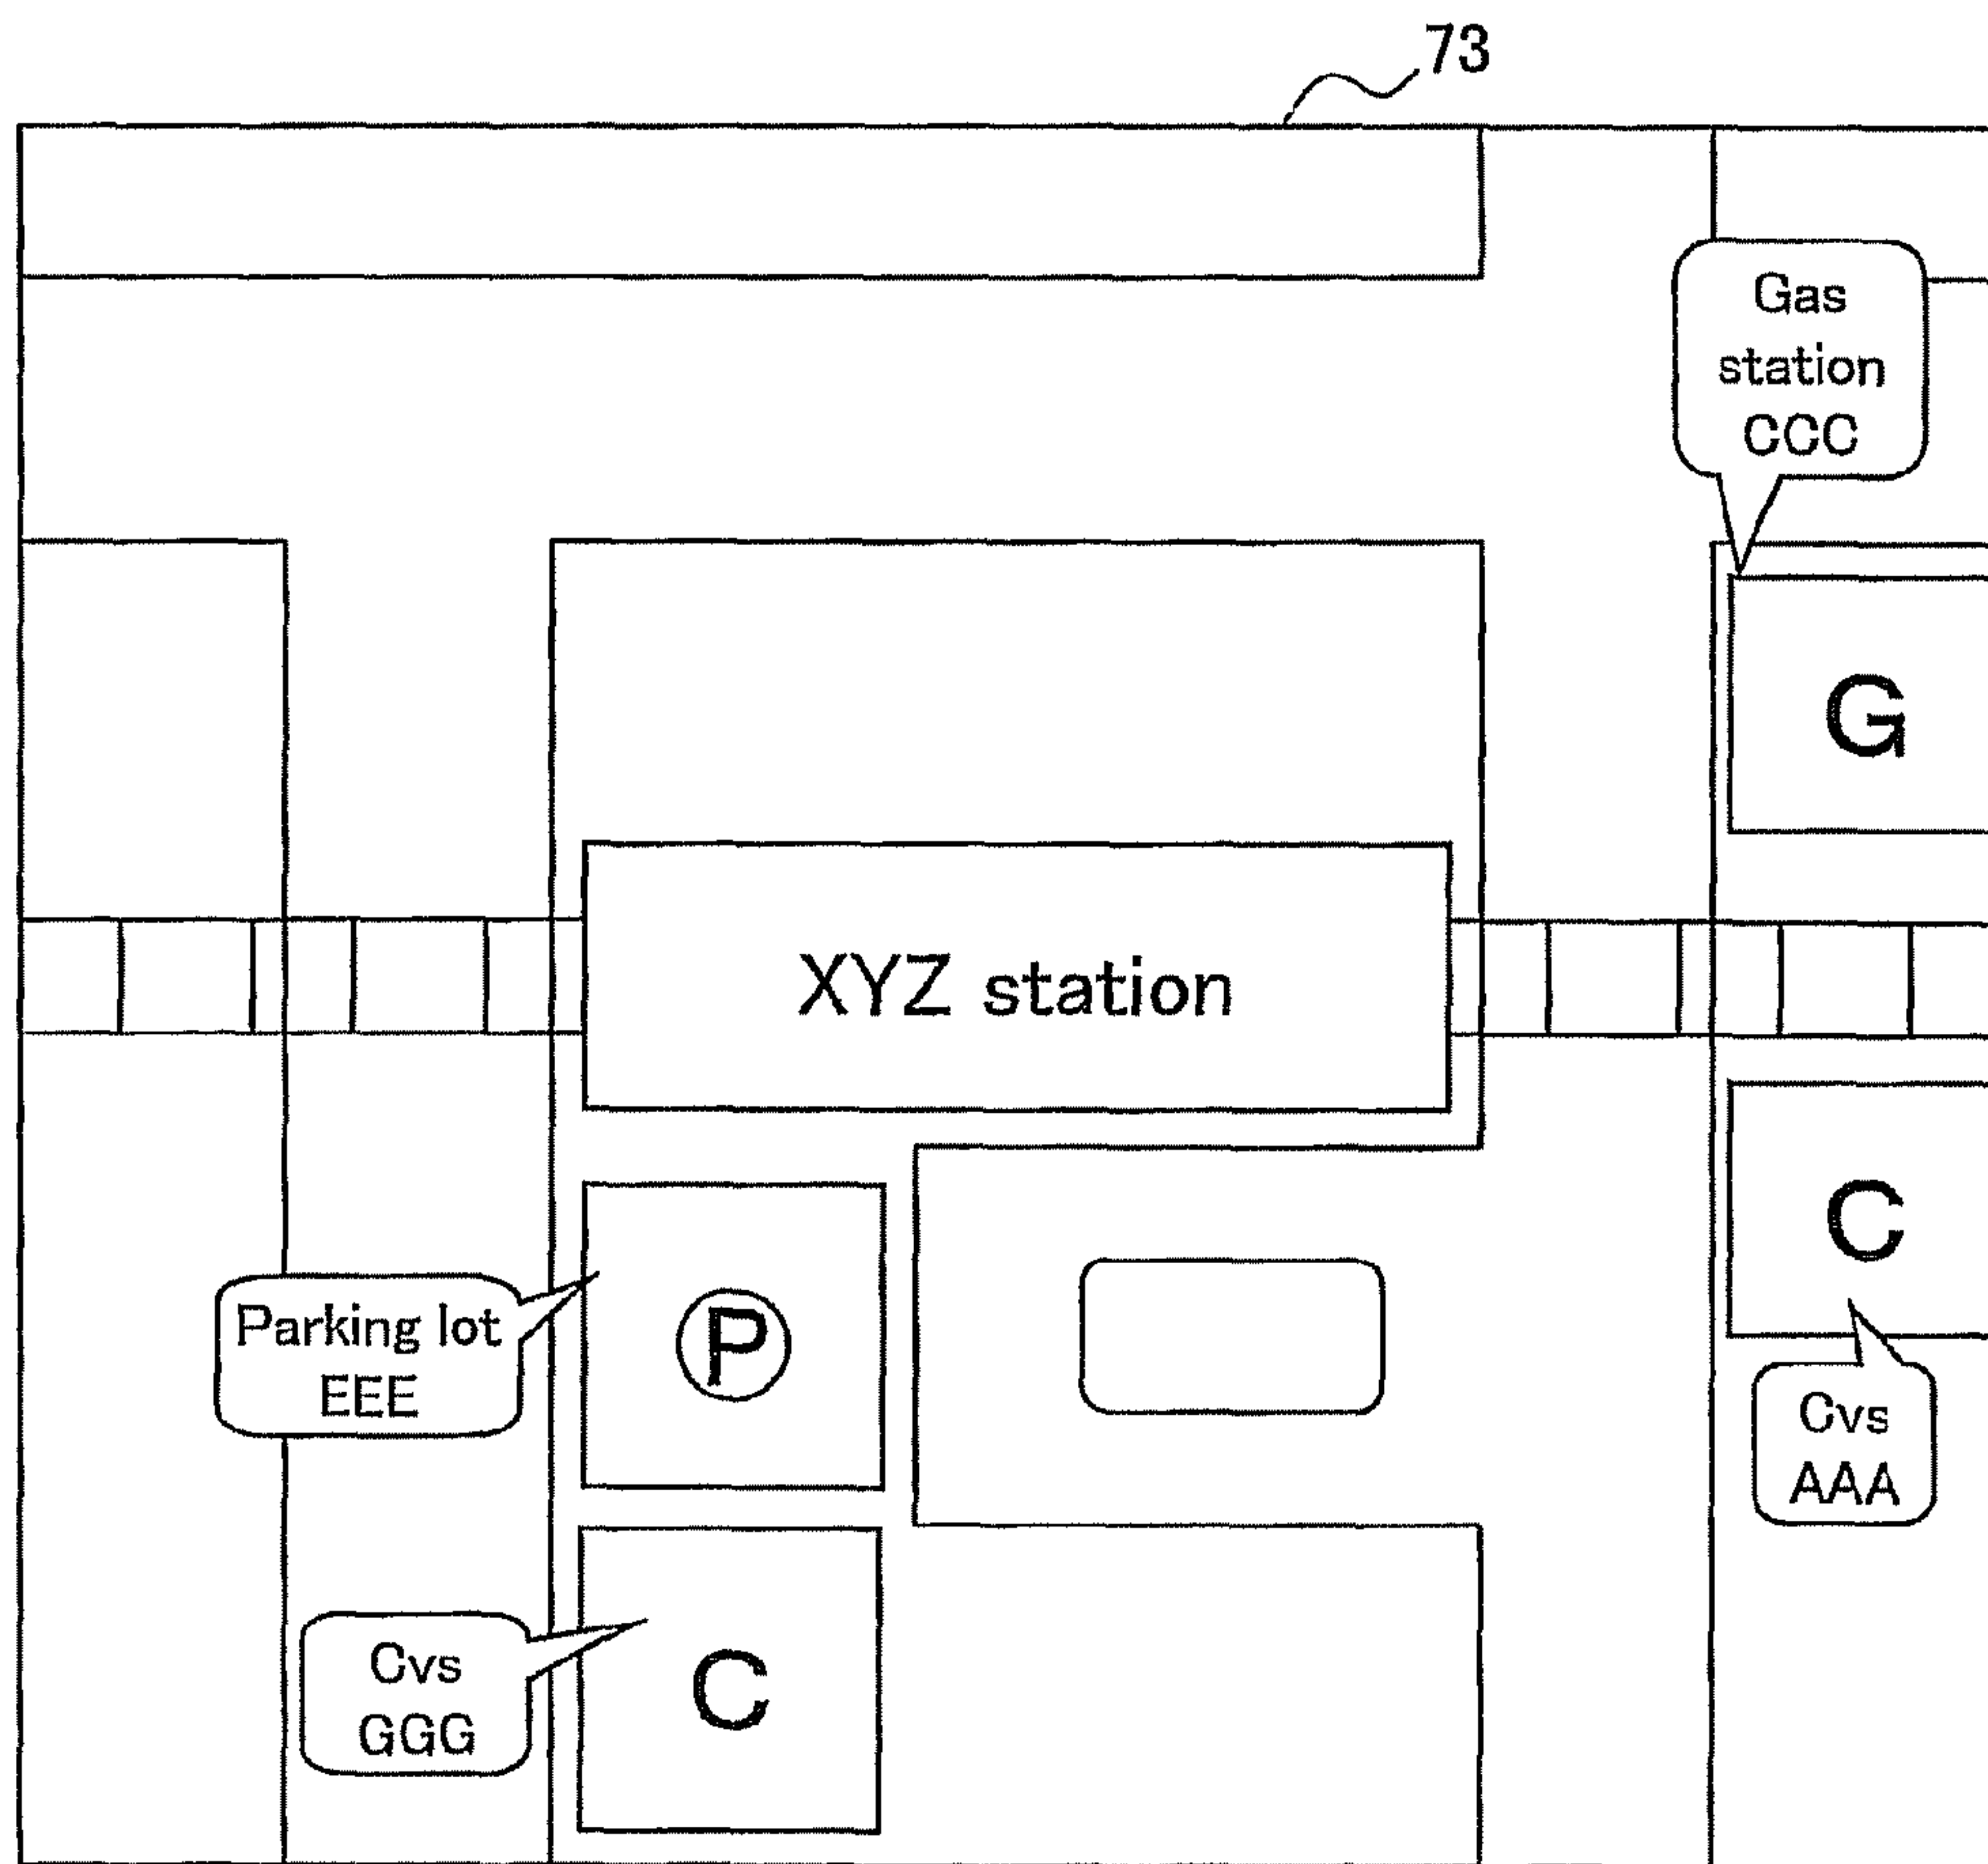 73
Gas
station
CCC
G
XYZ station
C
Parking lot
EEE
P
Cvs
AAA
Cvs
GGG
C